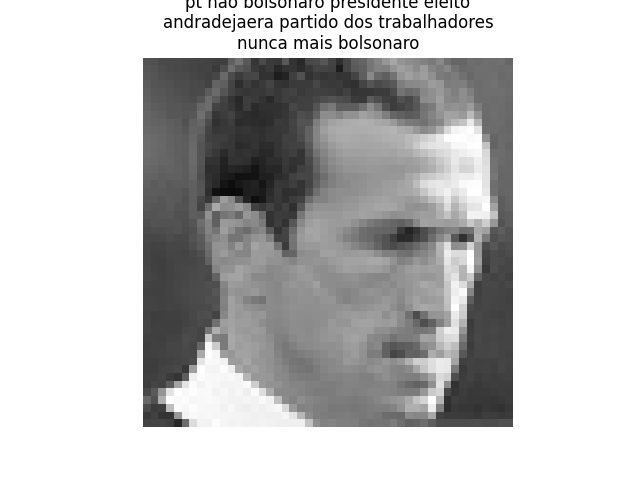 pt não bolsonaro presidente eleito
andradejaera partido dos trabalhadores
nunca mais bolsonaro